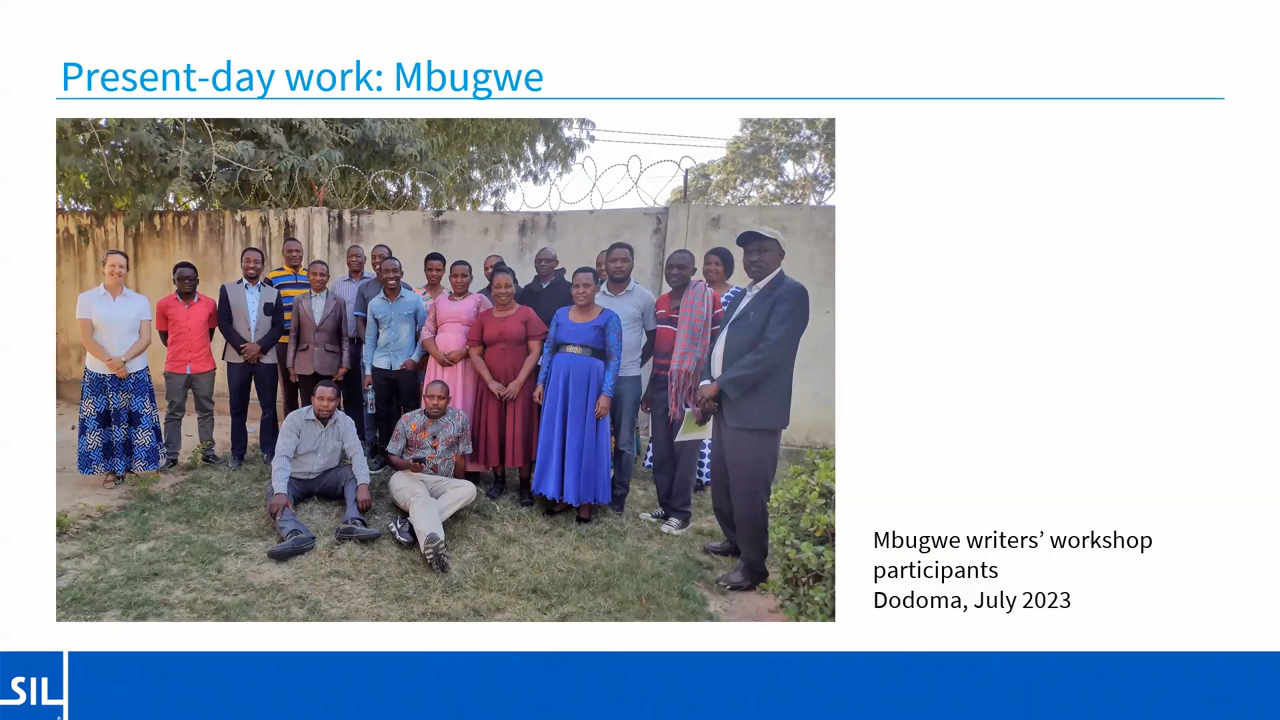 Present-day work: Mbugwe
Mbugwe writers’ workshop
participants
Dodoma, July 2023
SIL